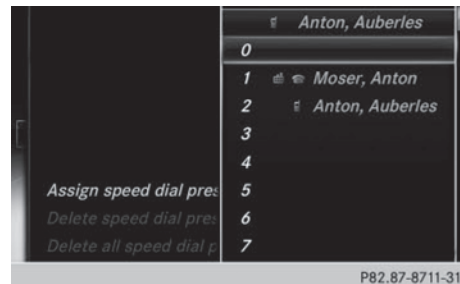 Anton, Auberles
0
1 Moser, Anton
2 Anton, Auberles
3
4
Assign speed dial pres 5
Delete speed dial pres 6
Delete all speed dial p 7
P82.87-8711-31